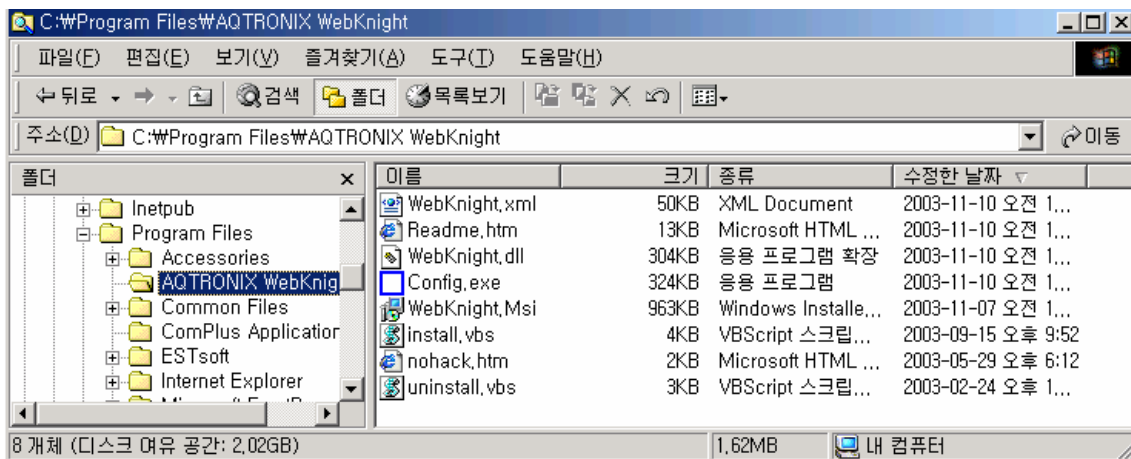 C:₩Program Files₩AQTRONIX WebKnight
파일(F) 편집(E) 보기(V) 즐겨찾기(A) 도구(T) 도움말(H)
뒤로 검색 폴더 목록보기
주소(D) C:₩Program Files₩AQTRONIX WebKnight 이동
폴더 x
Inetpub
Program Files
Accessories
AQTRONIX WebKnig
Common Files
ComPlus Application
ESTsoft
Internet Explorer
이름 크기 종류 수정한 날짜
WebKnight.xml 50KB XML Document 2003-11-10 오전 1...
Readme.htm 13KB Microsoft HTML ... 2003-11-10 오전 1...
WebKnight.dll 304KB 응용 프로그램 확장 2003-11-10 오전 1...
Config.exe 324KB 응용 프로그램 2003-11-10 오전 1...
WebKnight.Msi 963KB Windows Installe... 2003-11-07 오전 1...
install.vbs 4KB VBScript 스크립... 2003-09-15 오후 9:52
nohack.htm 2KB Microsoft HTML ... 2003-05-29 오후 6:12
uninstall.vbs 3KB VBScript 스크립... 2003-02-24 오후 1...
8 개체 (디스크 여유 공간: 2.02GB) 1.62MB 내 컴퓨터